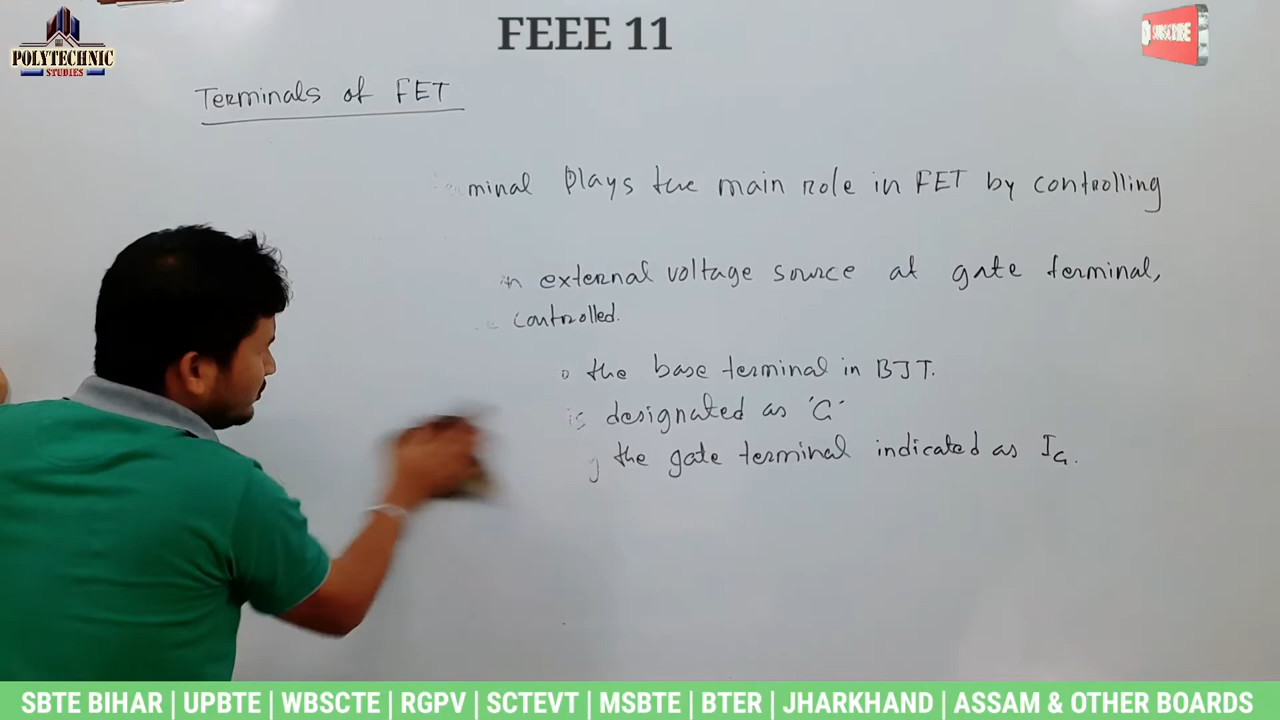 FEEE 11
POLYTECHNIC
STUDIES
SUBSCRIBE
Terminals of FET
minal Plays the main role in FET by controlling
n external voltage source at gate terminal,
controlled.
o the base terminal in BJT.
is designated as 'G'
g the gate terminal indicated as IG.
SBTE BIHAR | UPBTE | WBSCTE | RGPV | SCTEVT | MSBTE | BTER | JHARKHAND | ASSAM & OTHER BOARDS